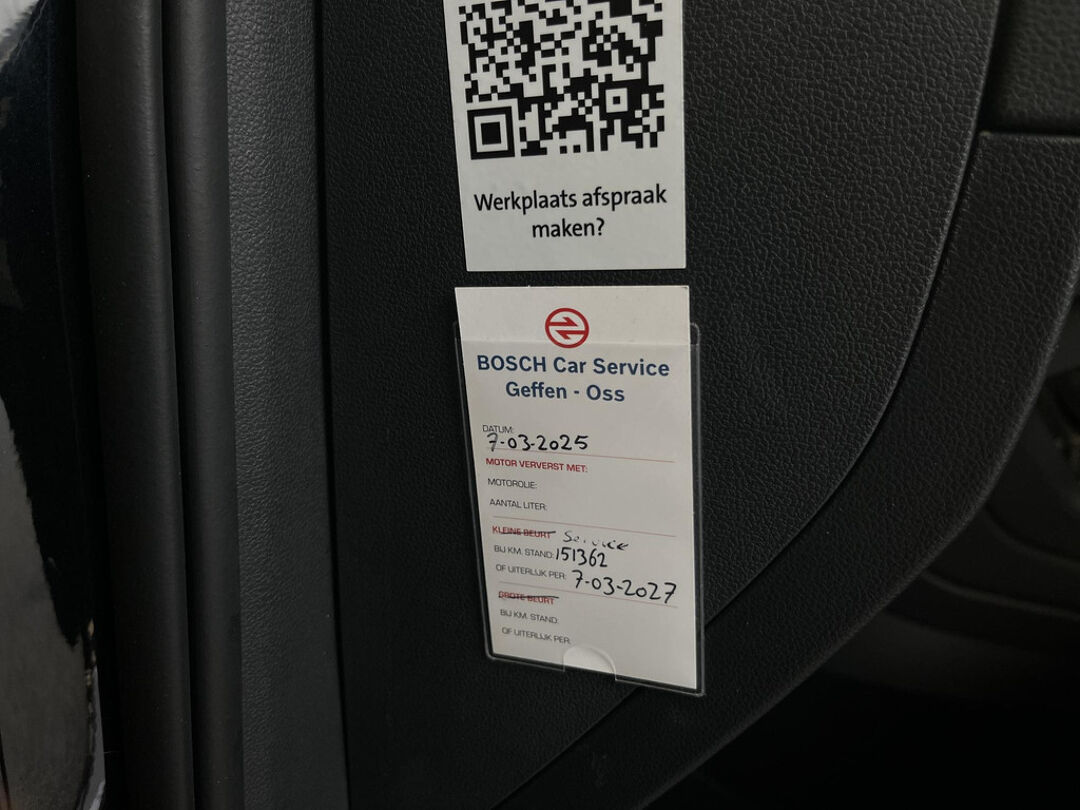 Werkplaats afspraak
maken?
BOSCH Car Service
Geffen - Oss
DATUM:
7-03-2025
MOTOR VERVERST MET:
MOTOROLIE:
AANTAL LITER:
KLEINE BEURT Service
BIJ KM. STAND: 151362
OF UITERLIJK PER: 7-03-2027
GROTE BEURT
BIJ KM. STAND:
OF UITERLIJK PER: